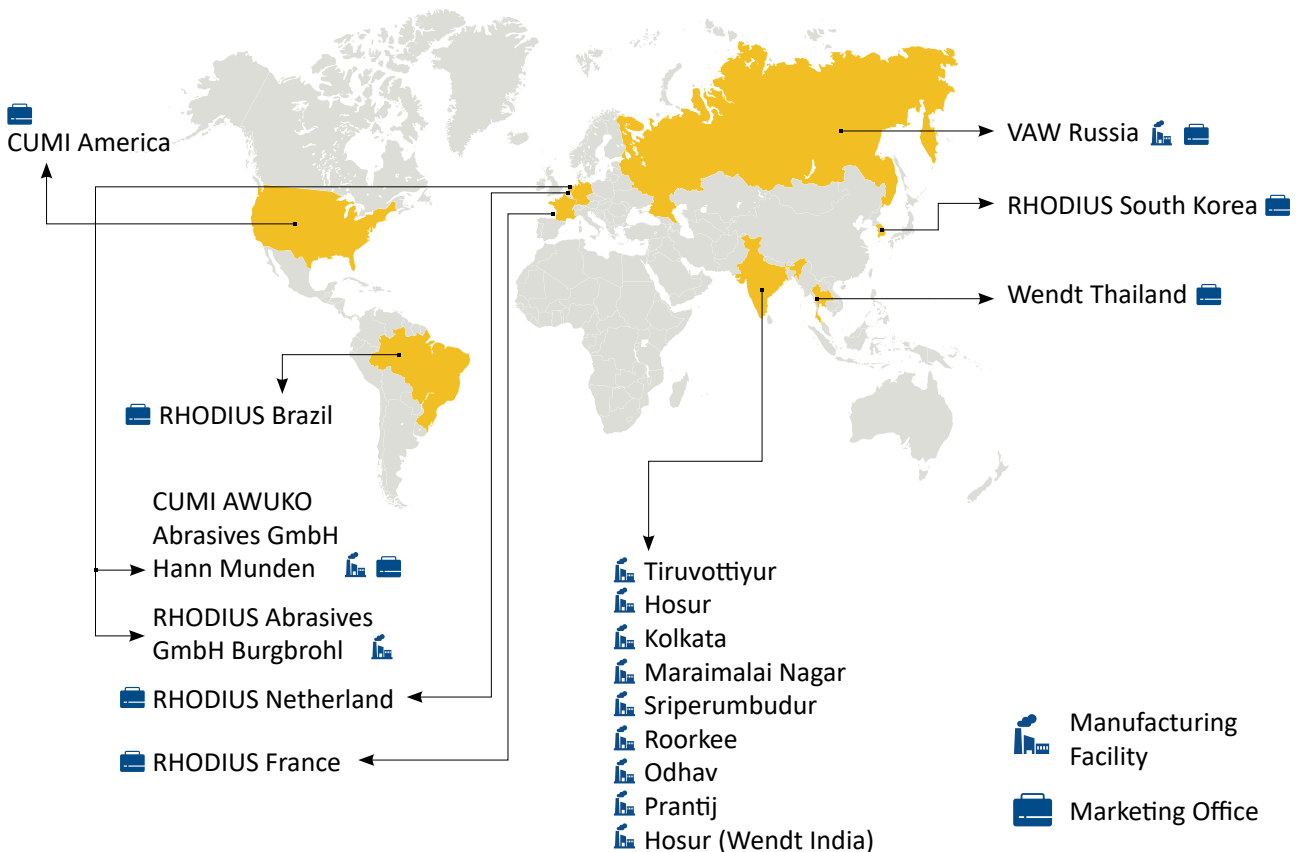 CUMI America
VAW Russia
RHODIUS South Korea
Wendt Thailand
RHODIUS Brazil
CUMI AWUKO
Abrasives GmbH
Hann Munden
RHODIUS Abrasives
GmbH Burgbrohl
RHODIUS Netherland
RHODIUS France
Tiruvottiyur
Hosur
Kolkata
Maraimalai Nagar
Sriperumbudur
Roorkee
Odhav
Prantij
Hosur (Wendt India)
Manufacturing
Facility
Marketing Office